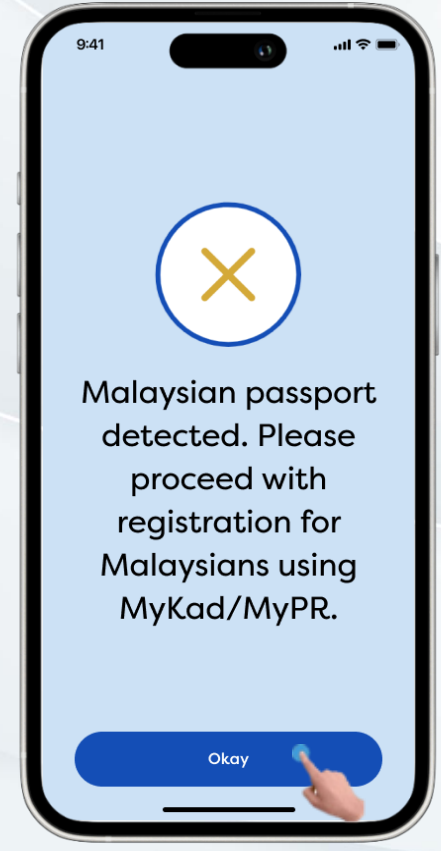 9:41
Malaysian passport
detected. Please
proceed with
registration for
Malaysians using
MyKad/MyPR.
Okay